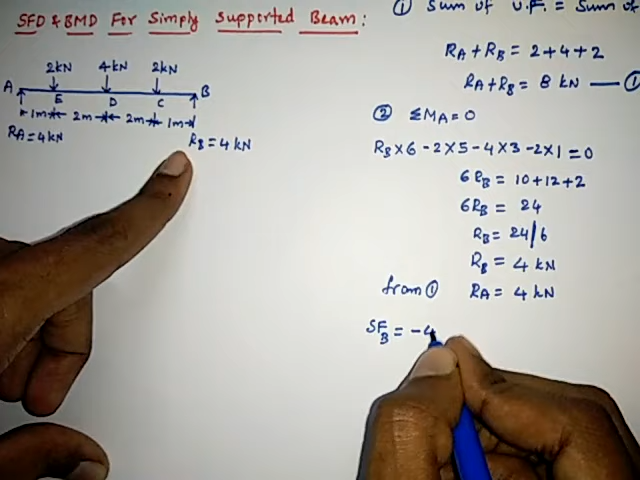 SFD & BMD For Simply Supported Beam:
2kN 4kN 2kN
A B
E D C
1m 2m 2m 1m
RA=4kN RB=4kN
① Sum of U.F. = Sum of
RA+RB = 2+4+2
RA+RB = 8 kN — ①
② ΣMA=0
RB×6 -2×5 -4×3 -2×1 =0
6RB = 10+12+2
6RB = 24
RB = 24/6
RB = 4 kN
from ① RA = 4 kN
SFB = -4